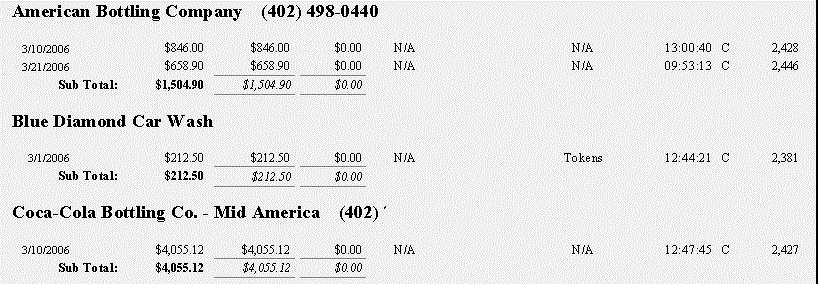 American Bottling Company (402) 498-0440
3/10/2006 $846.00 $846.00 $0.00 N/A N/A 13:00:40 C 2,428
3/21/2006 $658.90 $658.90 $0.00 N/A N/A 09:53:13 C 2,446
Sub Total: $1,504.90 $1,504.90 $0.00
Blue Diamond Car Wash
3/1/2006 $212.50 $212.50 $0.00 N/A Tokens 12:44:21 C 2,381
Sub Total: $212.50 $212.50 $0.00
Coca-Cola Bottling Co. - Mid America (402)
3/10/2006 $4,055.12 $4,055.12 $0.00 N/A N/A 12:47:45 C 2,427
Sub Total: $4,055.12 $4,055.12 $0.00